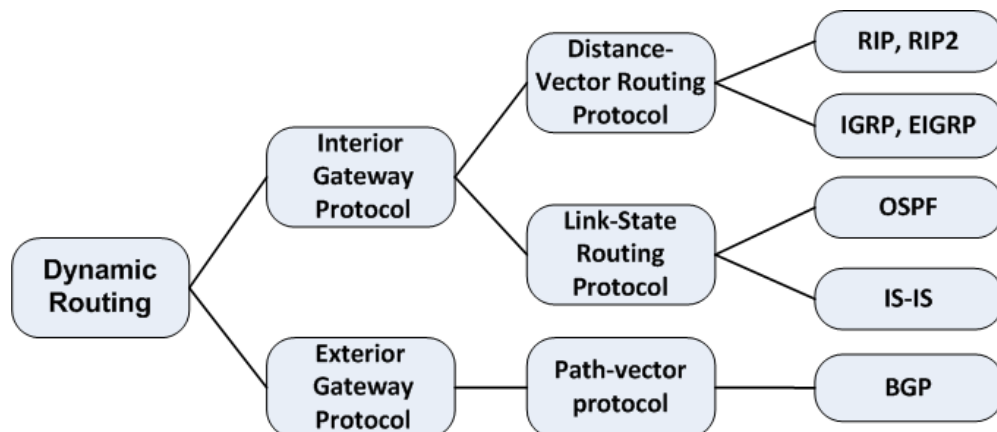 Dynamic
Routing
Interior
Gateway
Protocol
Exterior
Gateway
Protocol
Distance-
Vector Routing
Protocol
Link-State
Routing
Protocol
Path-vector
protocol
RIP, RIP2
IGRP, EIGRP
OSPF
IS-IS
BGP